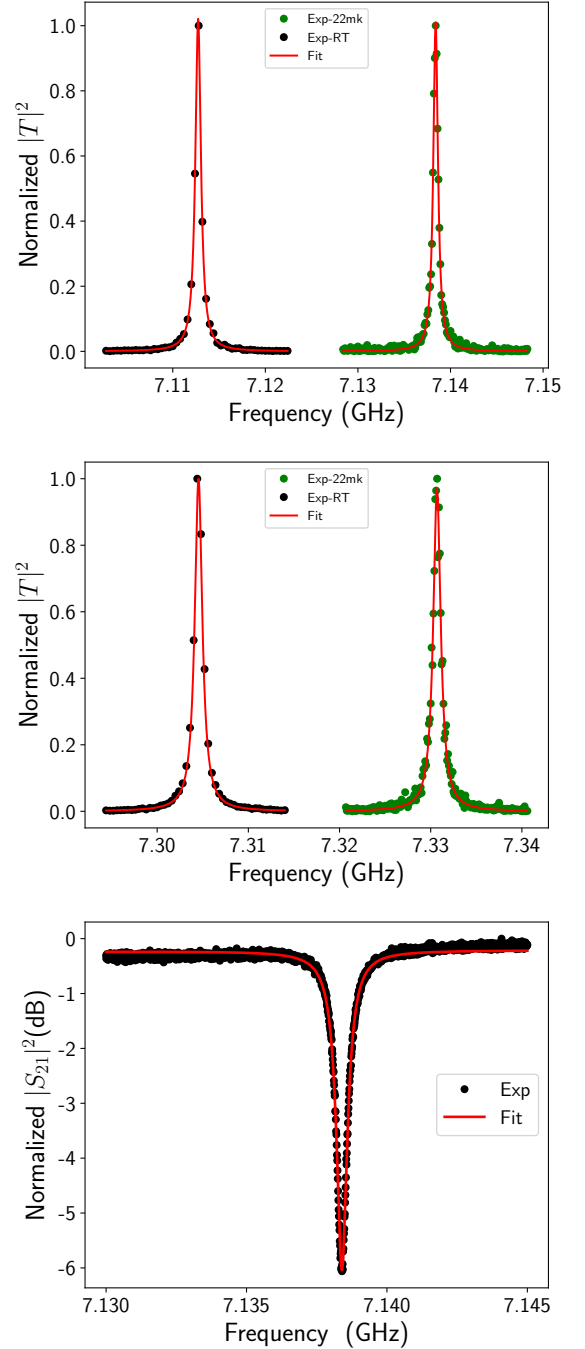 Normalized |T|²
1.0
0.8
0.6
0.4
0.2
0.0
Exp-22mk
Exp-RT
Fit
7.11 7.12 7.13 7.14 7.15
Frequency (GHz)
Normalized |T|²
1.0
0.8
0.6
0.4
0.2
0.0
Exp-22mk
Exp-RT
Fit
7.30 7.31 7.32 7.33 7.34
Frequency (GHz)
Normalized |S₂₁|²(dB)
0
-1
-2
-3
-4
-5
-6
Exp
Fit
7.130 7.135 7.140 7.145
Frequency (GHz)